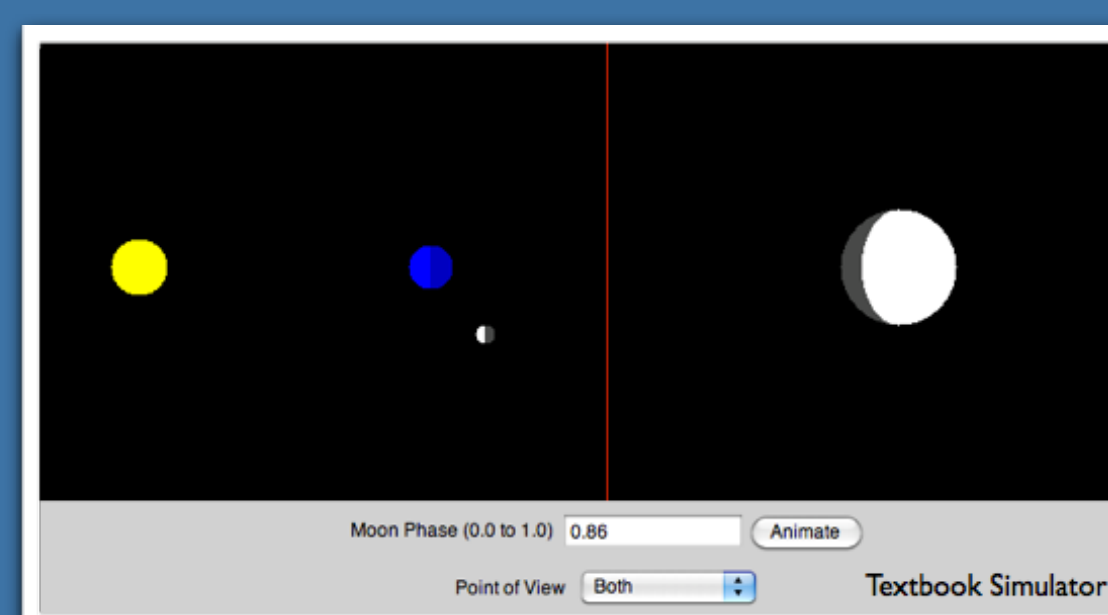 Moon Phase (0.0 to 1.0) 0.86 Animate
Point of View Both Textbook Simulator